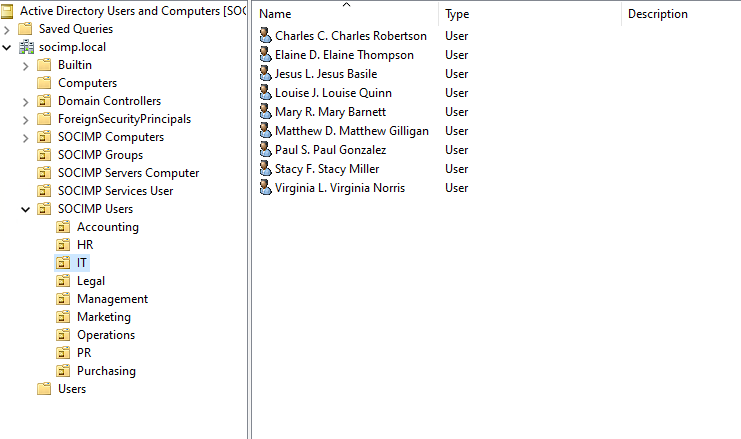 Active Directory Users and Computers [SOC
Saved Queries
socimp.local
Builtin
Computers
Domain Controllers
ForeignSecurityPrincipals
SOCIMP Computers
SOCIMP Groups
SOCIMP Servers Computer
SOCIMP Services User
SOCIMP Users
Accounting
HR
IT
Legal
Management
Marketing
Operations
PR
Purchasing
Users
Name Type Description
Charles C. Charles Robertson User
Elaine D. Elaine Thompson User
Jesus L. Jesus Basile User
Louise J. Louise Quinn User
Mary R. Mary Barnett User
Matthew D. Matthew Gilligan User
Paul S. Paul Gonzalez User
Stacy F. Stacy Miller User
Virginia L. Virginia Norris User